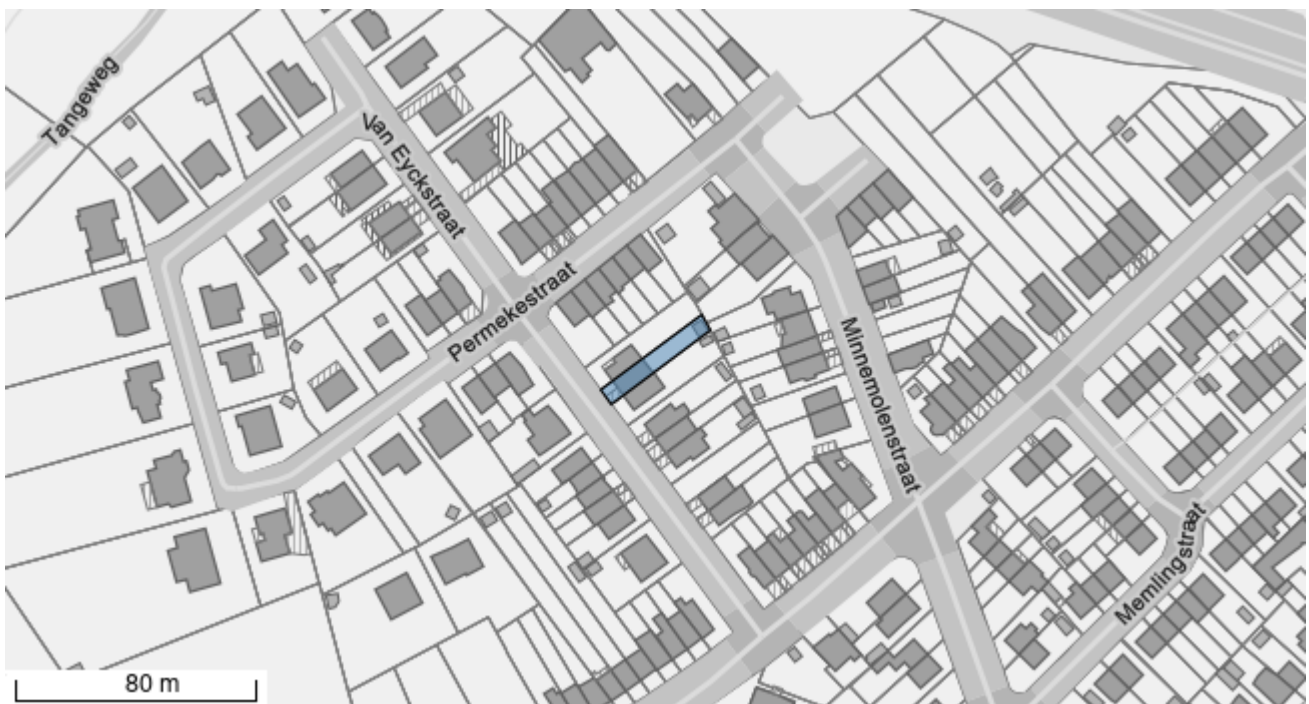 Tangeweg
Van Eyckstraat
Permekestraat
Minnemolenstraat
Memlingstraat
80 m